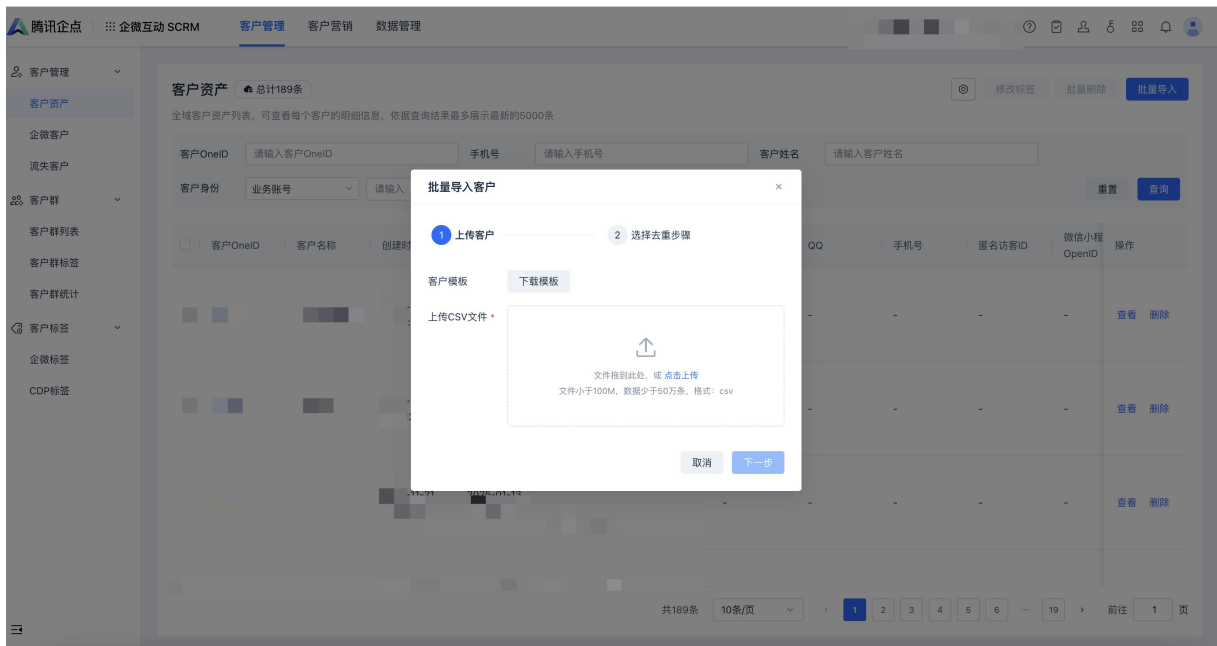 腾讯企点 企微互动 SCRM 客户管理 客户营销 数据管理
客户管理
客户资产
企微客户
流失客户
客户群
客户群列表
客户群标签
客户群统计
客户标签
企微标签
CDP标签
客户资产 总计189条 修改标签 批量删除 批量导入
全域客户资产列表，可查看每个客户的明细信息，依据查询结果最多展示最新的5000条
客户OneID 请输入客户OneID 手机号 请输入手机号 客户姓名 请输入客户姓名
客户身份 业务账号 请输入 重置 查询
客户OneID 客户名称 创建时 QQ 手机号 匿名访客ID 微信小程 操作
OpenID
- - - - 查看 删除
- - - - 查看 删除
-11-21 2025-01-13
- - - - - 查看 删除
批量导入客户 ×
1 上传客户 2 选择去重步骤
客户模板 下载模板
上传CSV文件 *
文件拖到此处，或 点击上传
文件小于100M，数据少于50万条，格式：csv
取消 下一步
共189条 10条/页 ‹ 1 2 3 4 5 6 ··· 19 › 前往 1 页